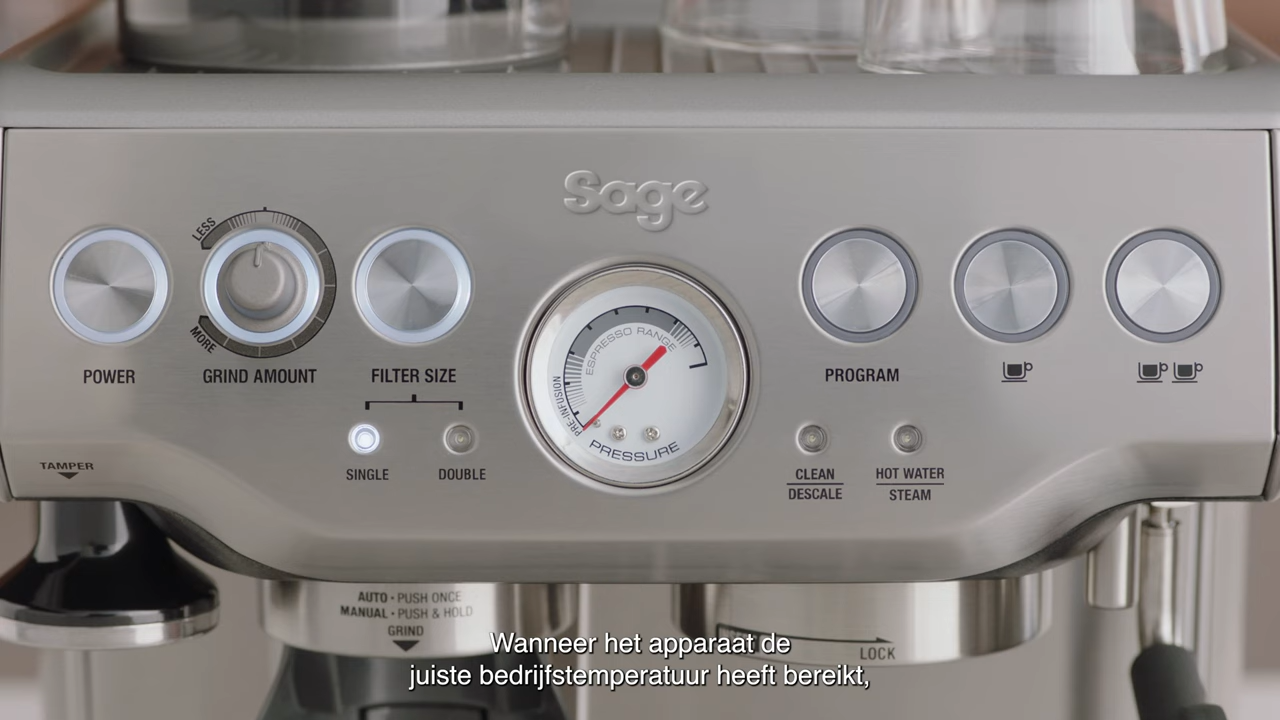 Sage
LESS
MORE
POWER
GRIND AMOUNT
FILTER SIZE
SINGLE
DOUBLE
TAMPER
ESPRESSO RANGE
PRE-INFUSION
PRESSURE
PROGRAM
CLEAN
DESCALE
HOT WATER
STEAM
AUTO • PUSH ONCE
MANUAL • PUSH & HOLD
GRIND
LOCK
Wanneer het apparaat de
juiste bedrijfstemperatuur heeft bereikt,